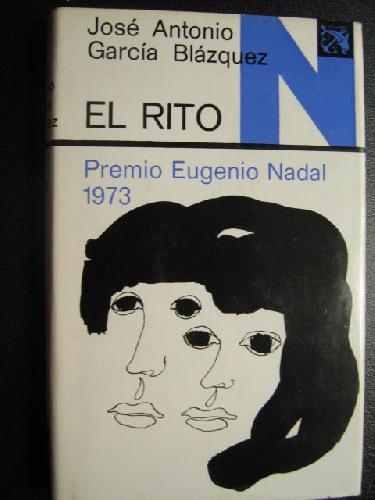 José Antonio
García Blázquez
N
EL RITO
Premio Eugenio Nadal
1973